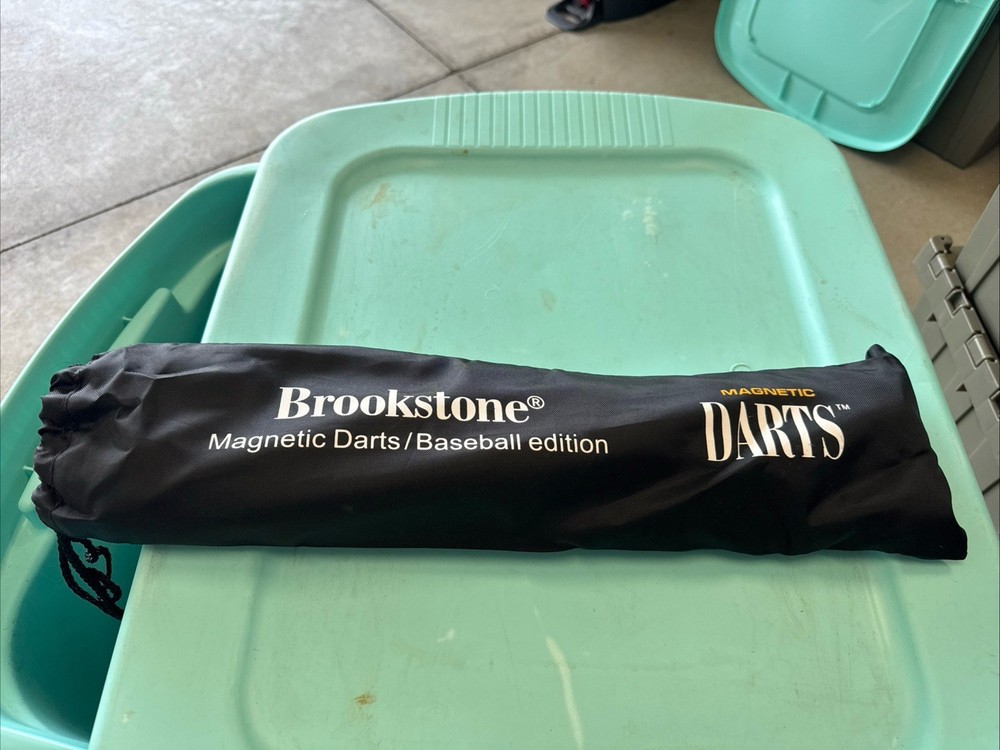 Brookstone®
Magnetic Darts/Baseball edition
MAGNETIC
DARTS™